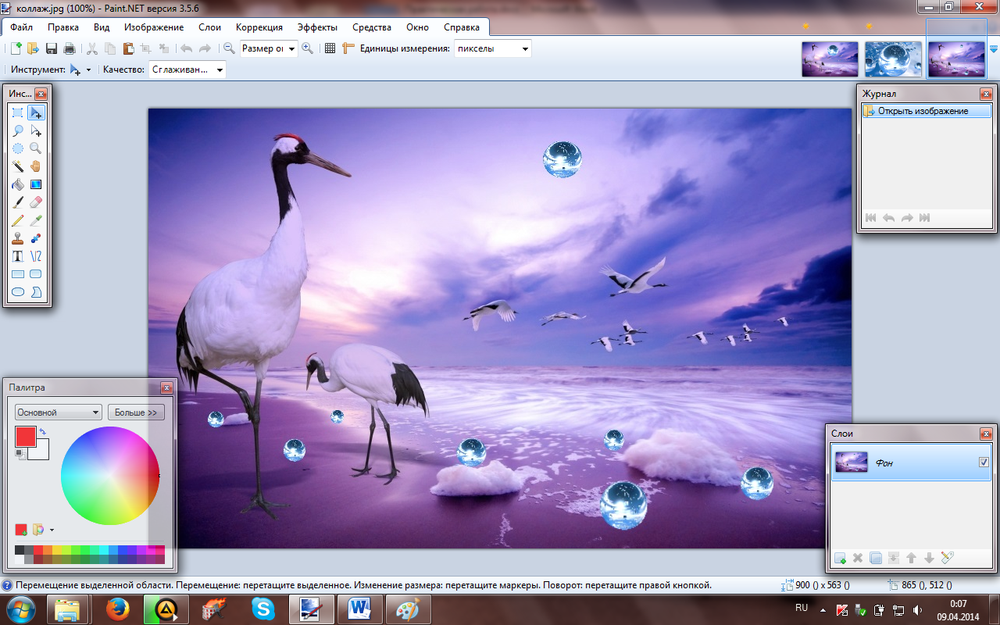 коллаж.jpg (100%) - Paint.NET версия 3.5.6
Файл Правка Вид Изображение Слои Коррекция Эффекты Средства Окно Справка
Размер ок Единицы измерения: пикселы
Инструмент: Качество: Сглаживан...
Инс...
Журнал
Открыть изображение
Палитра
Основной Больше >>
Слои
Фон
Перемещение выделенной области. Перемещение: перетащите выделенное. Изменение размера: перетащите маркеры. Поворот: перетащите правой кнопкой. 900 () x 563 () 865 (), 512 ()
RU 0:07
09.04.2014